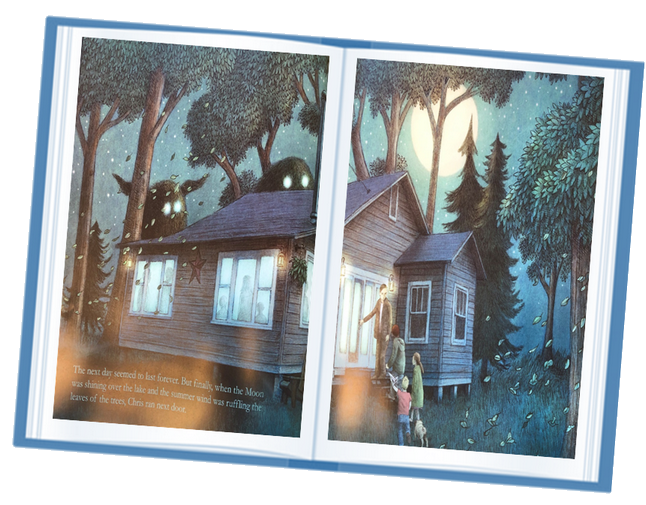 The next day seemed to last forever. But finally, when the Moon
was shining over the lake and the summer wind was ruffling the
leaves of the trees, Chris ran next door.